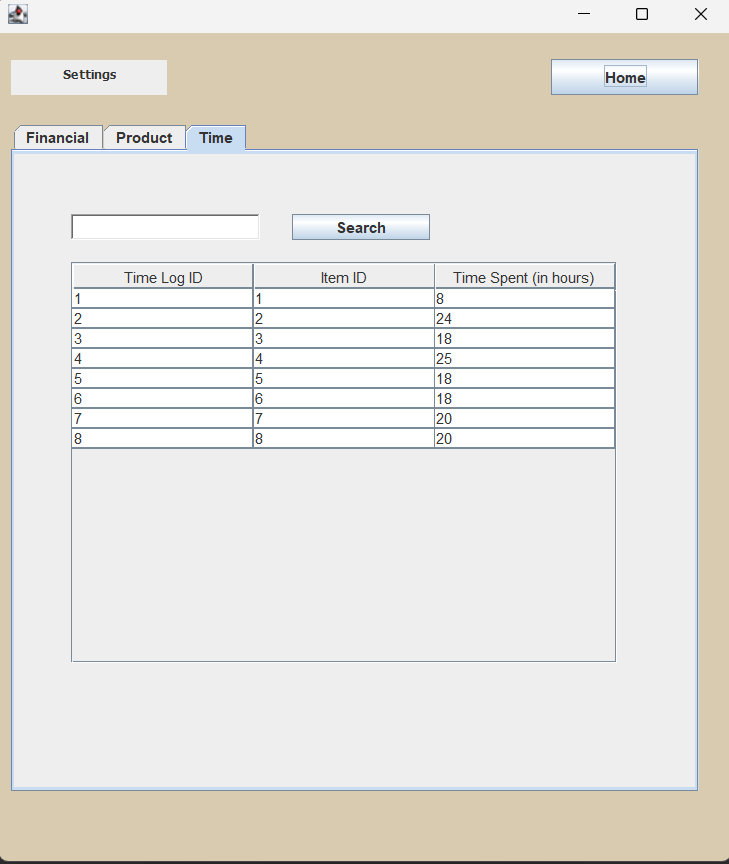 Settings
Home
Financial Product Time
Search
Time Log ID Item ID Time Spent (in hours)
1 1 8
2 2 24
3 3 18
4 4 25
5 5 18
6 6 18
7 7 20
8 8 20